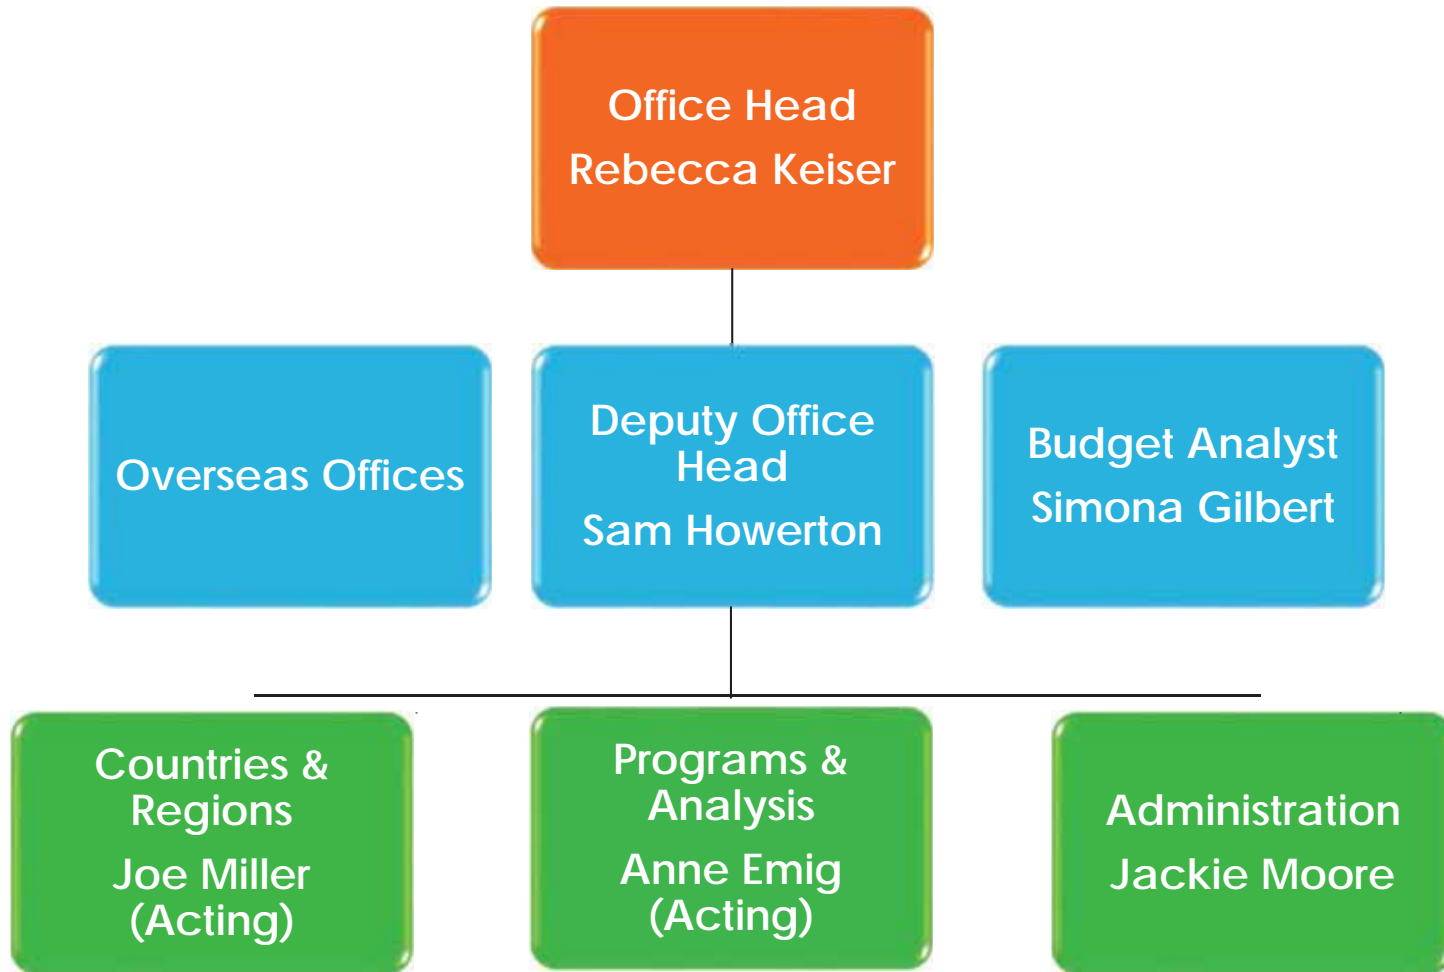 Office Head
Rebecca Keiser
Overseas Offices
Deputy Office
Head
Sam Howerton
Budget Analyst
Simona Gilbert
Countries &
Regions
Joe Miller
(Acting)
Programs &
Analysis
Anne Emig
(Acting)
Administration
Jackie Moore